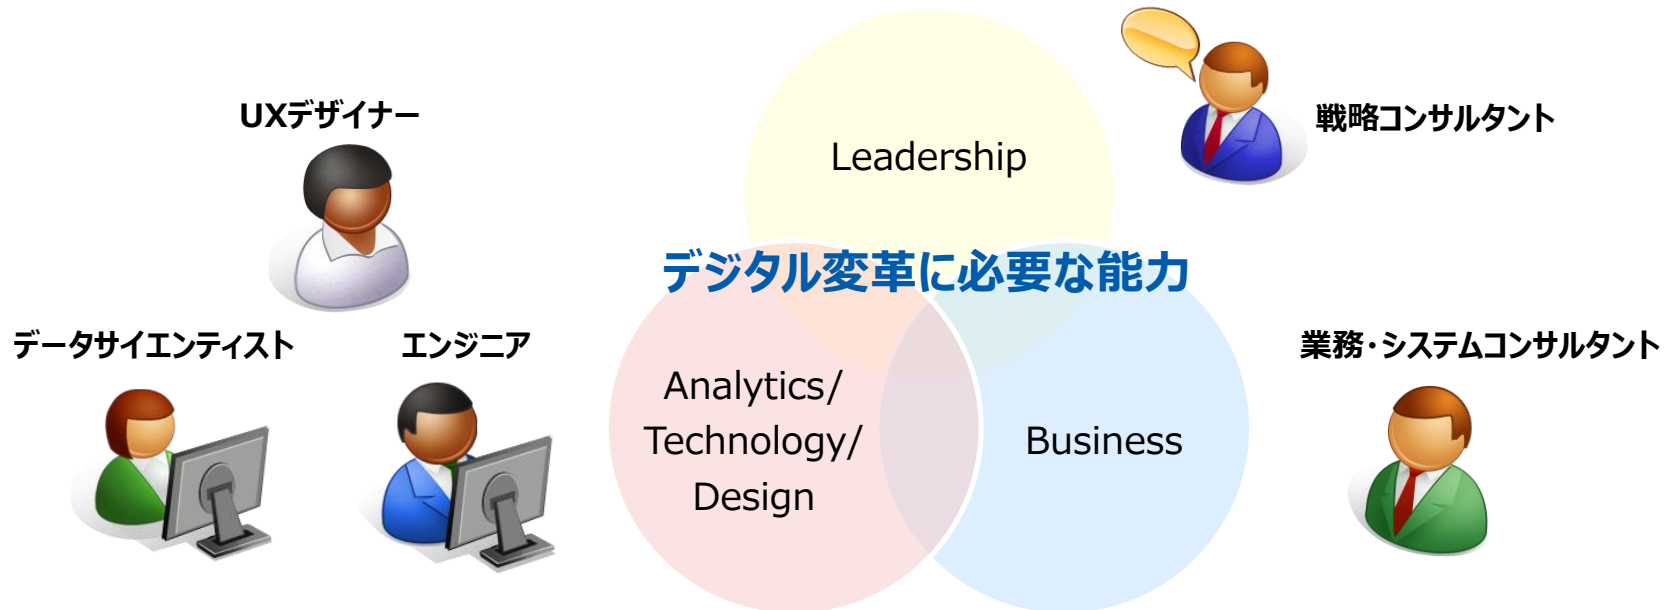 UXデザイナー
戦略コンサルタント
Leadership
デジタル変革に必要な能力
データサイエンティスト
エンジニア
業務・システムコンサルタント
Analytics/
Technology/
Design
Business